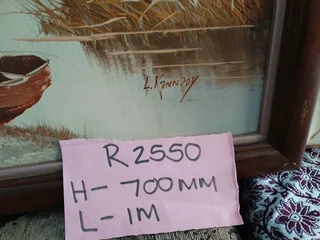 L. Kennedy
R2550
H- 700MM
L- 1M